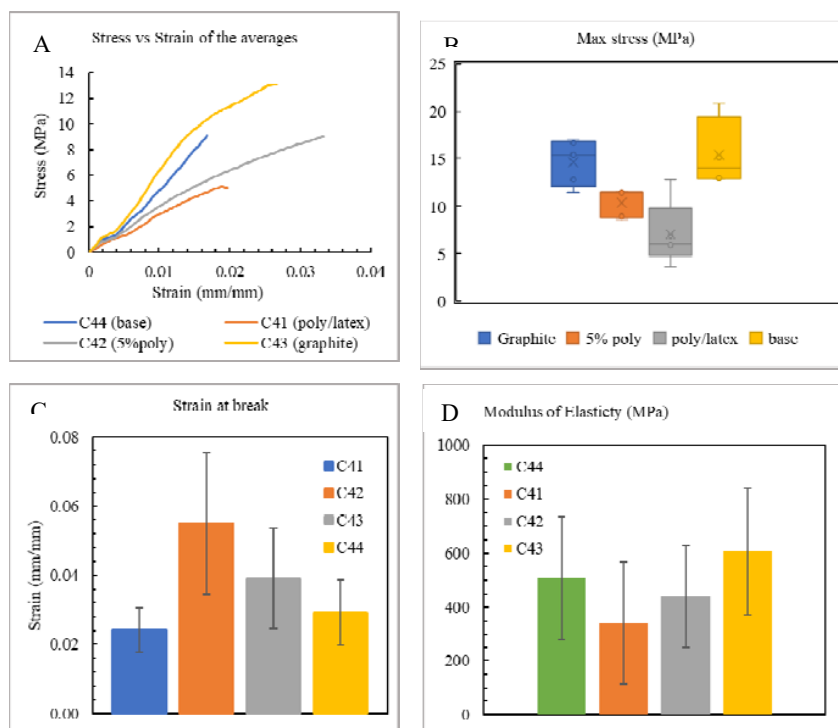 A
Stress vs Strain of the averages
14
12
10
8
6
4
2
0
Stress (MPa)
0
0.01
0.02
0.03
0.04
Strain (mm/mm)
C44 (base)
C41 (poly/latex)
C42 (5%poly)
C43 (graphite)
B
Max stress (MPa)
25
20
15
10
5
0
Graphite
5% poly
poly/latex
base
C
Strain at break
0.08
0.06
0.04
0.02
0.00
Strain (mm/mm)
C41
C42
C43
C44
D
Modulus of Elasticty (MPa)
1000
800
600
400
200
0
C44
C41
C42
C43